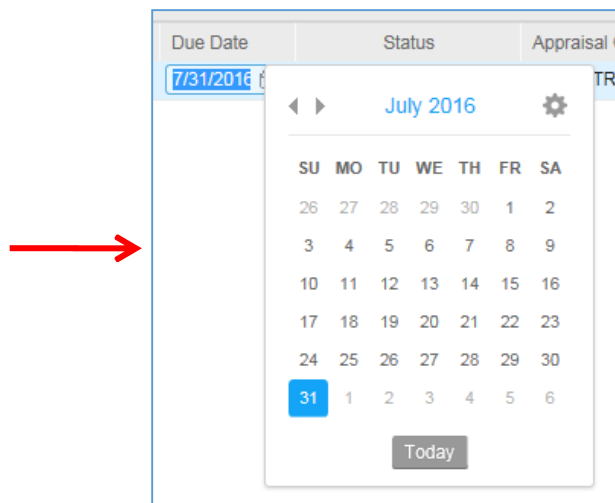 Due Date Status Appraisal
7/31/2016 TR
July 2016
SU MO TU WE TH FR SA
26 27 28 29 30 1 2
3 4 5 6 7 8 9
10 11 12 13 14 15 16
17 18 19 20 21 22 23
24 25 26 27 28 29 30
31 1 2 3 4 5 6
Today